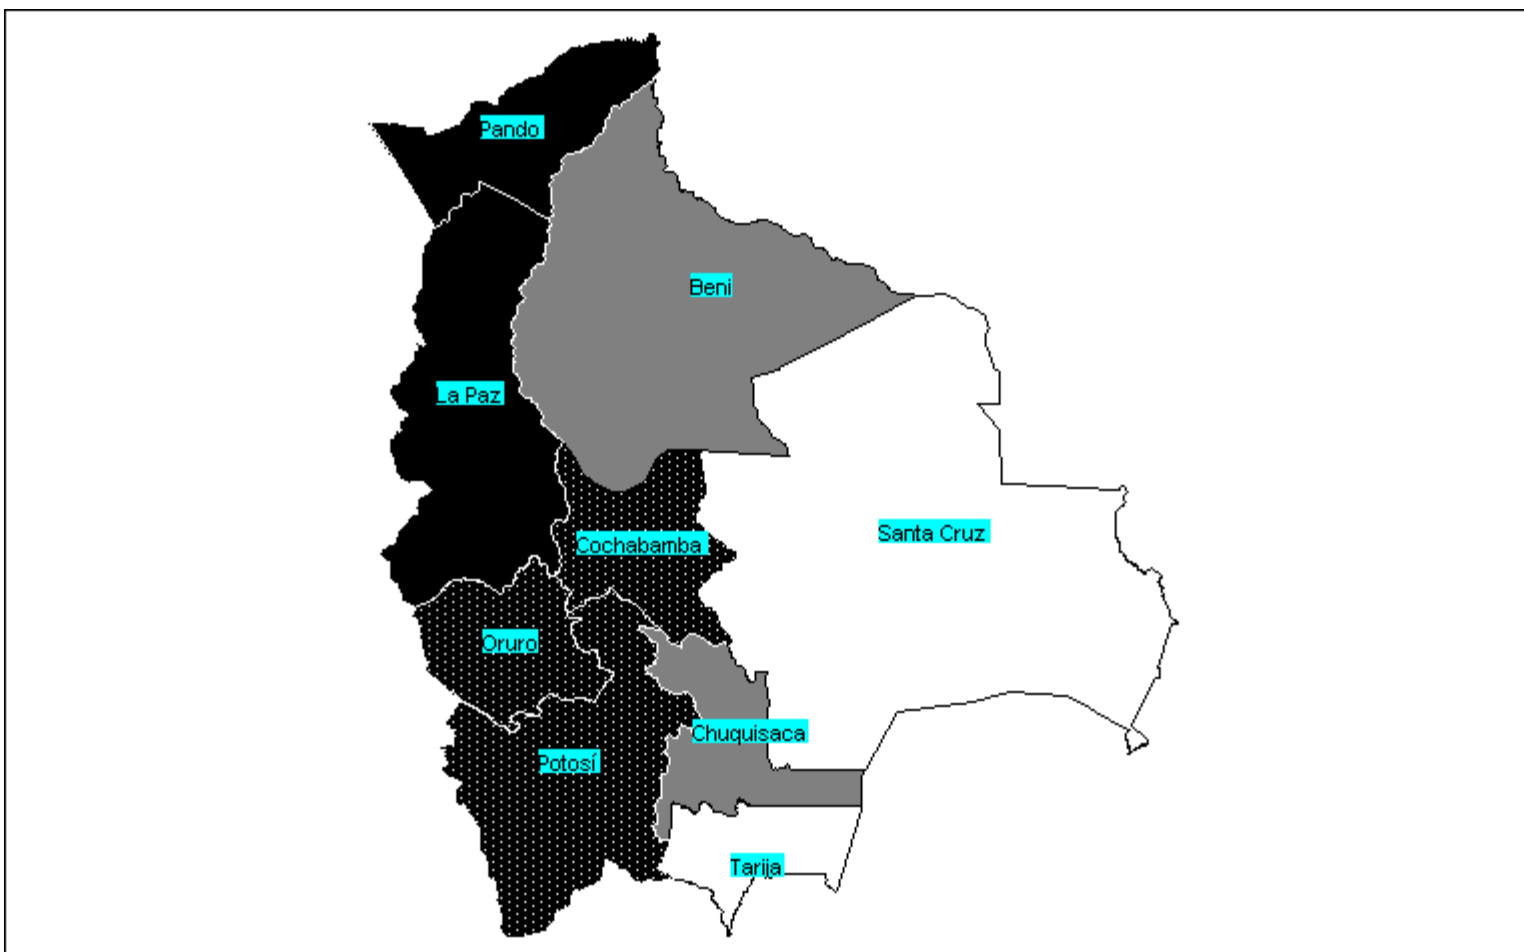 Pando
Beni
La Paz
Santa Cruz
Cochabamba
Oruro
Chuquisaca
Potosí
Tarija